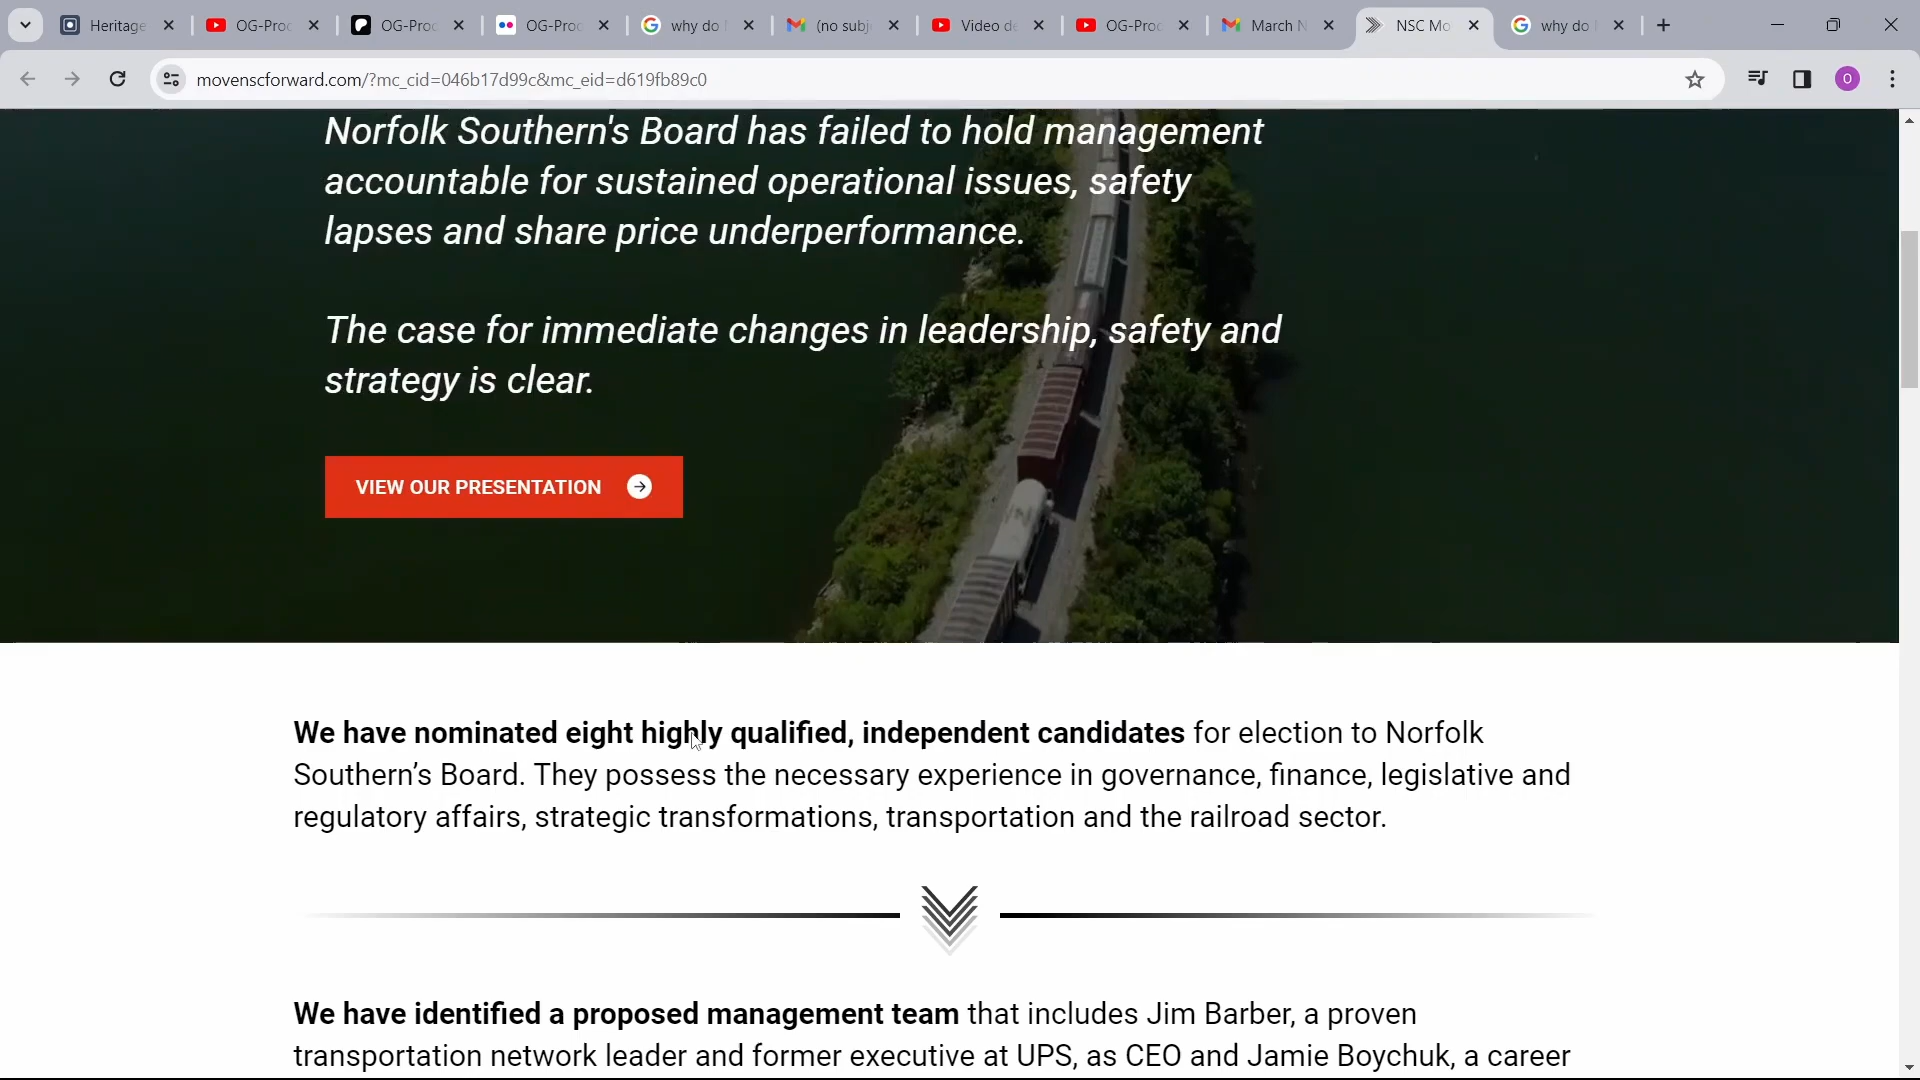 Heritage
OG-Proc
OG-Proc
OG-Proc
why do
(no subj
Video de
OG-Proc
March N
NSC Mo
why do
movenscforward.com/?mc_cid=046b17d99c&mc_eid=d619fb89c0
O
Norfolk Southern's Board has failed to hold management
accountable for sustained operational issues, safety
lapses and share price underperformance.
The case for immediate changes in leadership, safety and
strategy is clear.
VIEW OUR PRESENTATION
We have nominated eight highly qualified, independent candidates for election to Norfolk
Southern’s Board. They possess the necessary experience in governance, finance, legislative and
regulatory affairs, strategic transformations, transportation and the railroad sector.
We have identified a proposed management team that includes Jim Barber, a proven
transportation network leader and former executive at UPS, as CEO and Jamie Boychuk, a career